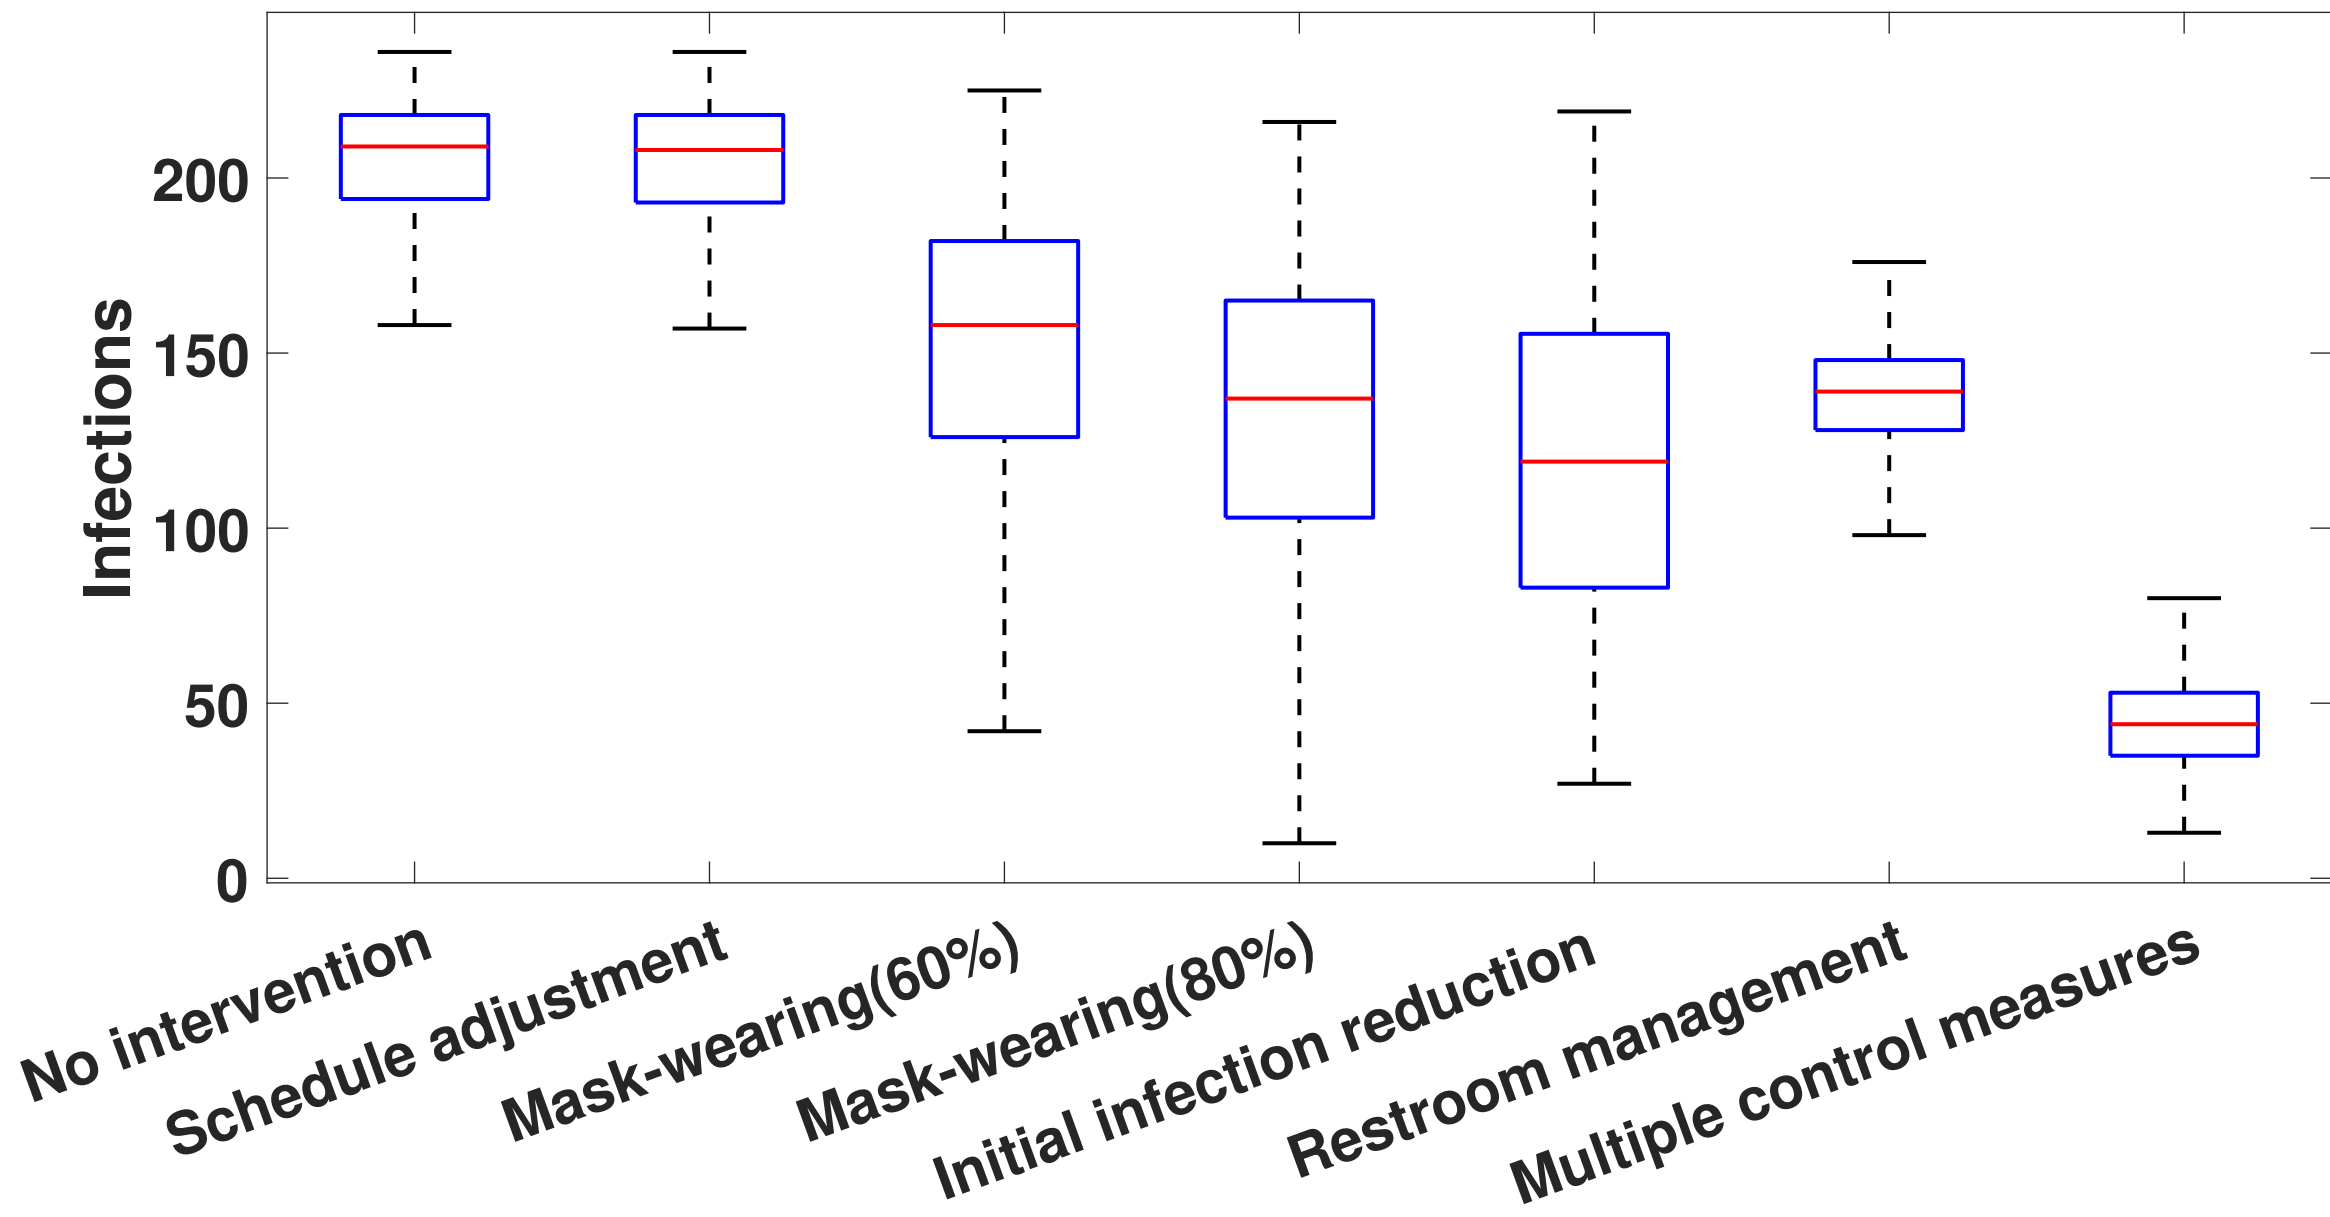 Infections
200
150
100
50
0
No intervention
Schedule adjustment
Mask-wearing(60%)
Mask-wearing(80%)
Initial infection reduction
Restroom management
Multiple control measures